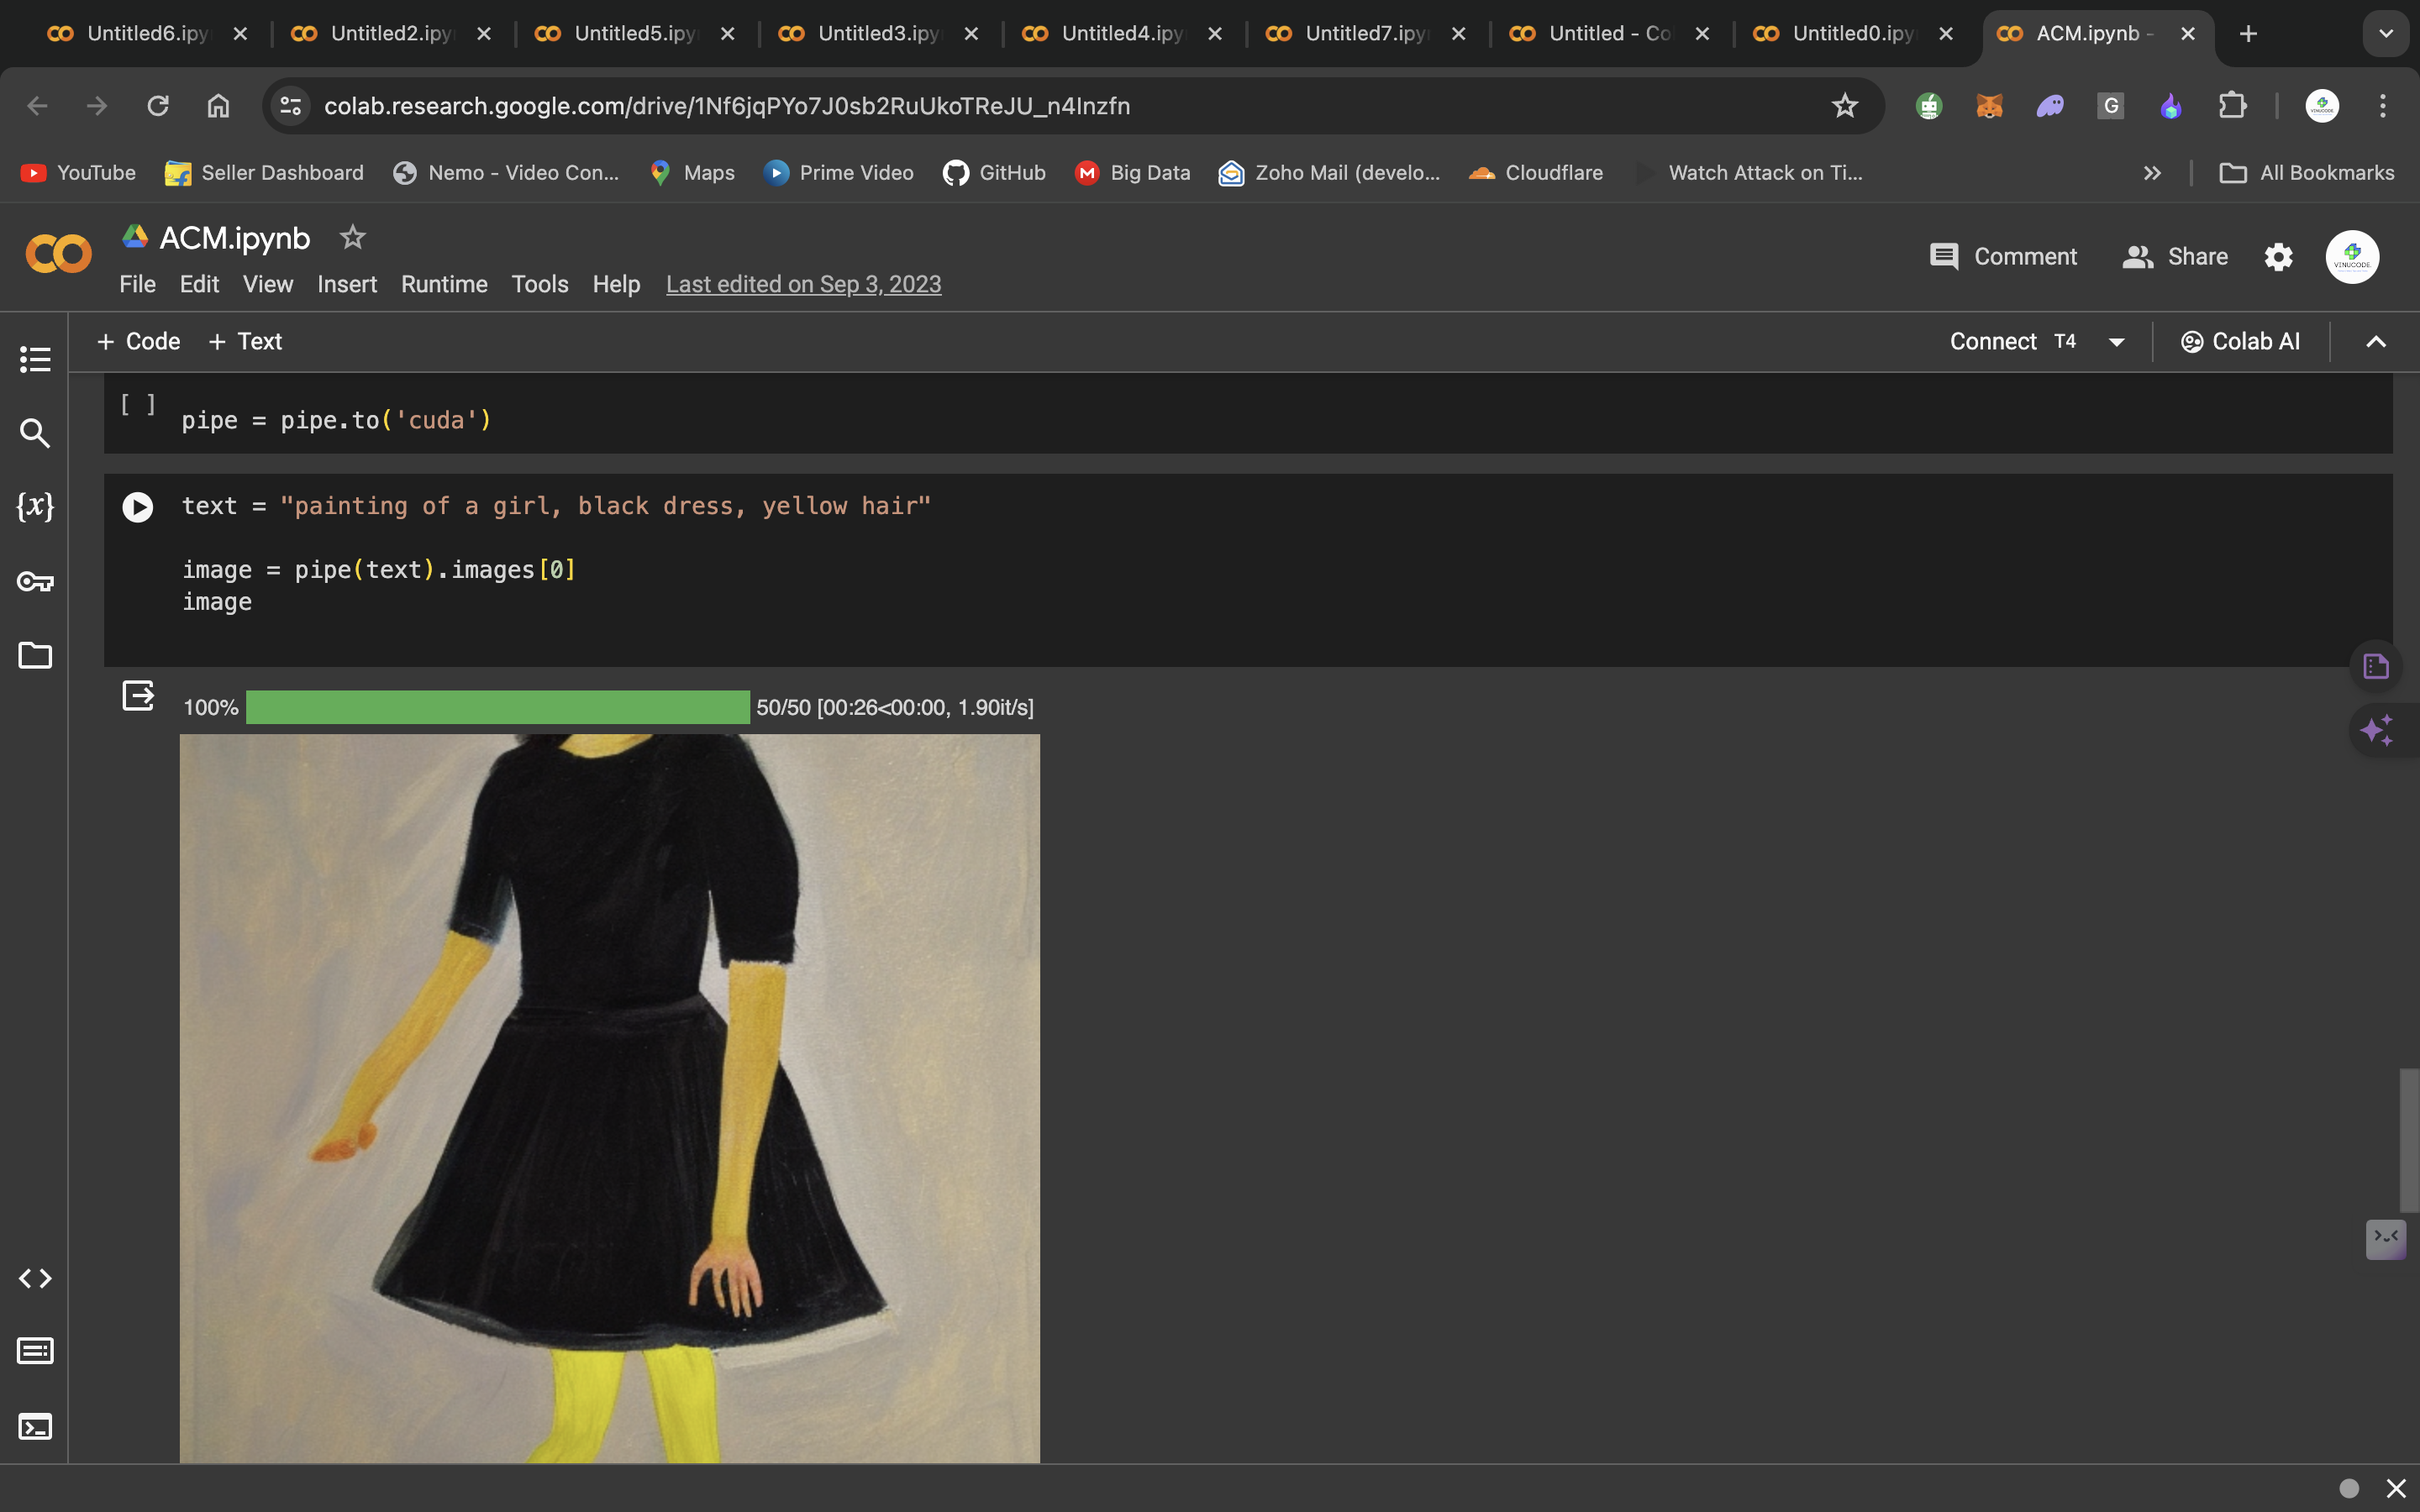 Untitled6.ipy Untitled2.ipy Untitled5.ipy Untitled3.ipy Untitled4.ipy Untitled7.ipy Untitled - Co Untitled0.ipy ACM.ipynb -
colab.research.google.com/drive/1Nf6jqPYo7J0sb2RuUkoTReJU_n4Inzfn G
YouTube Seller Dashboard Nemo - Video Con... Maps Prime Video GitHub M Big Data Zoho Mail (develo... Cloudflare Watch Attack on Ti... » All Bookmarks
ACM.ipynb
Comment Share VINUCODE
File Edit View Insert Runtime Tools Help Last edited on Sep 3, 2023
+ Code + Text Connect T4 Colab AI
[ ] pipe = pipe.to('cuda')
{x} text = "painting of a girl, black dress, yellow hair"
image = pipe(text).images[0]
image
100% 50/50 [00:26<00:00, 1.90it/s]